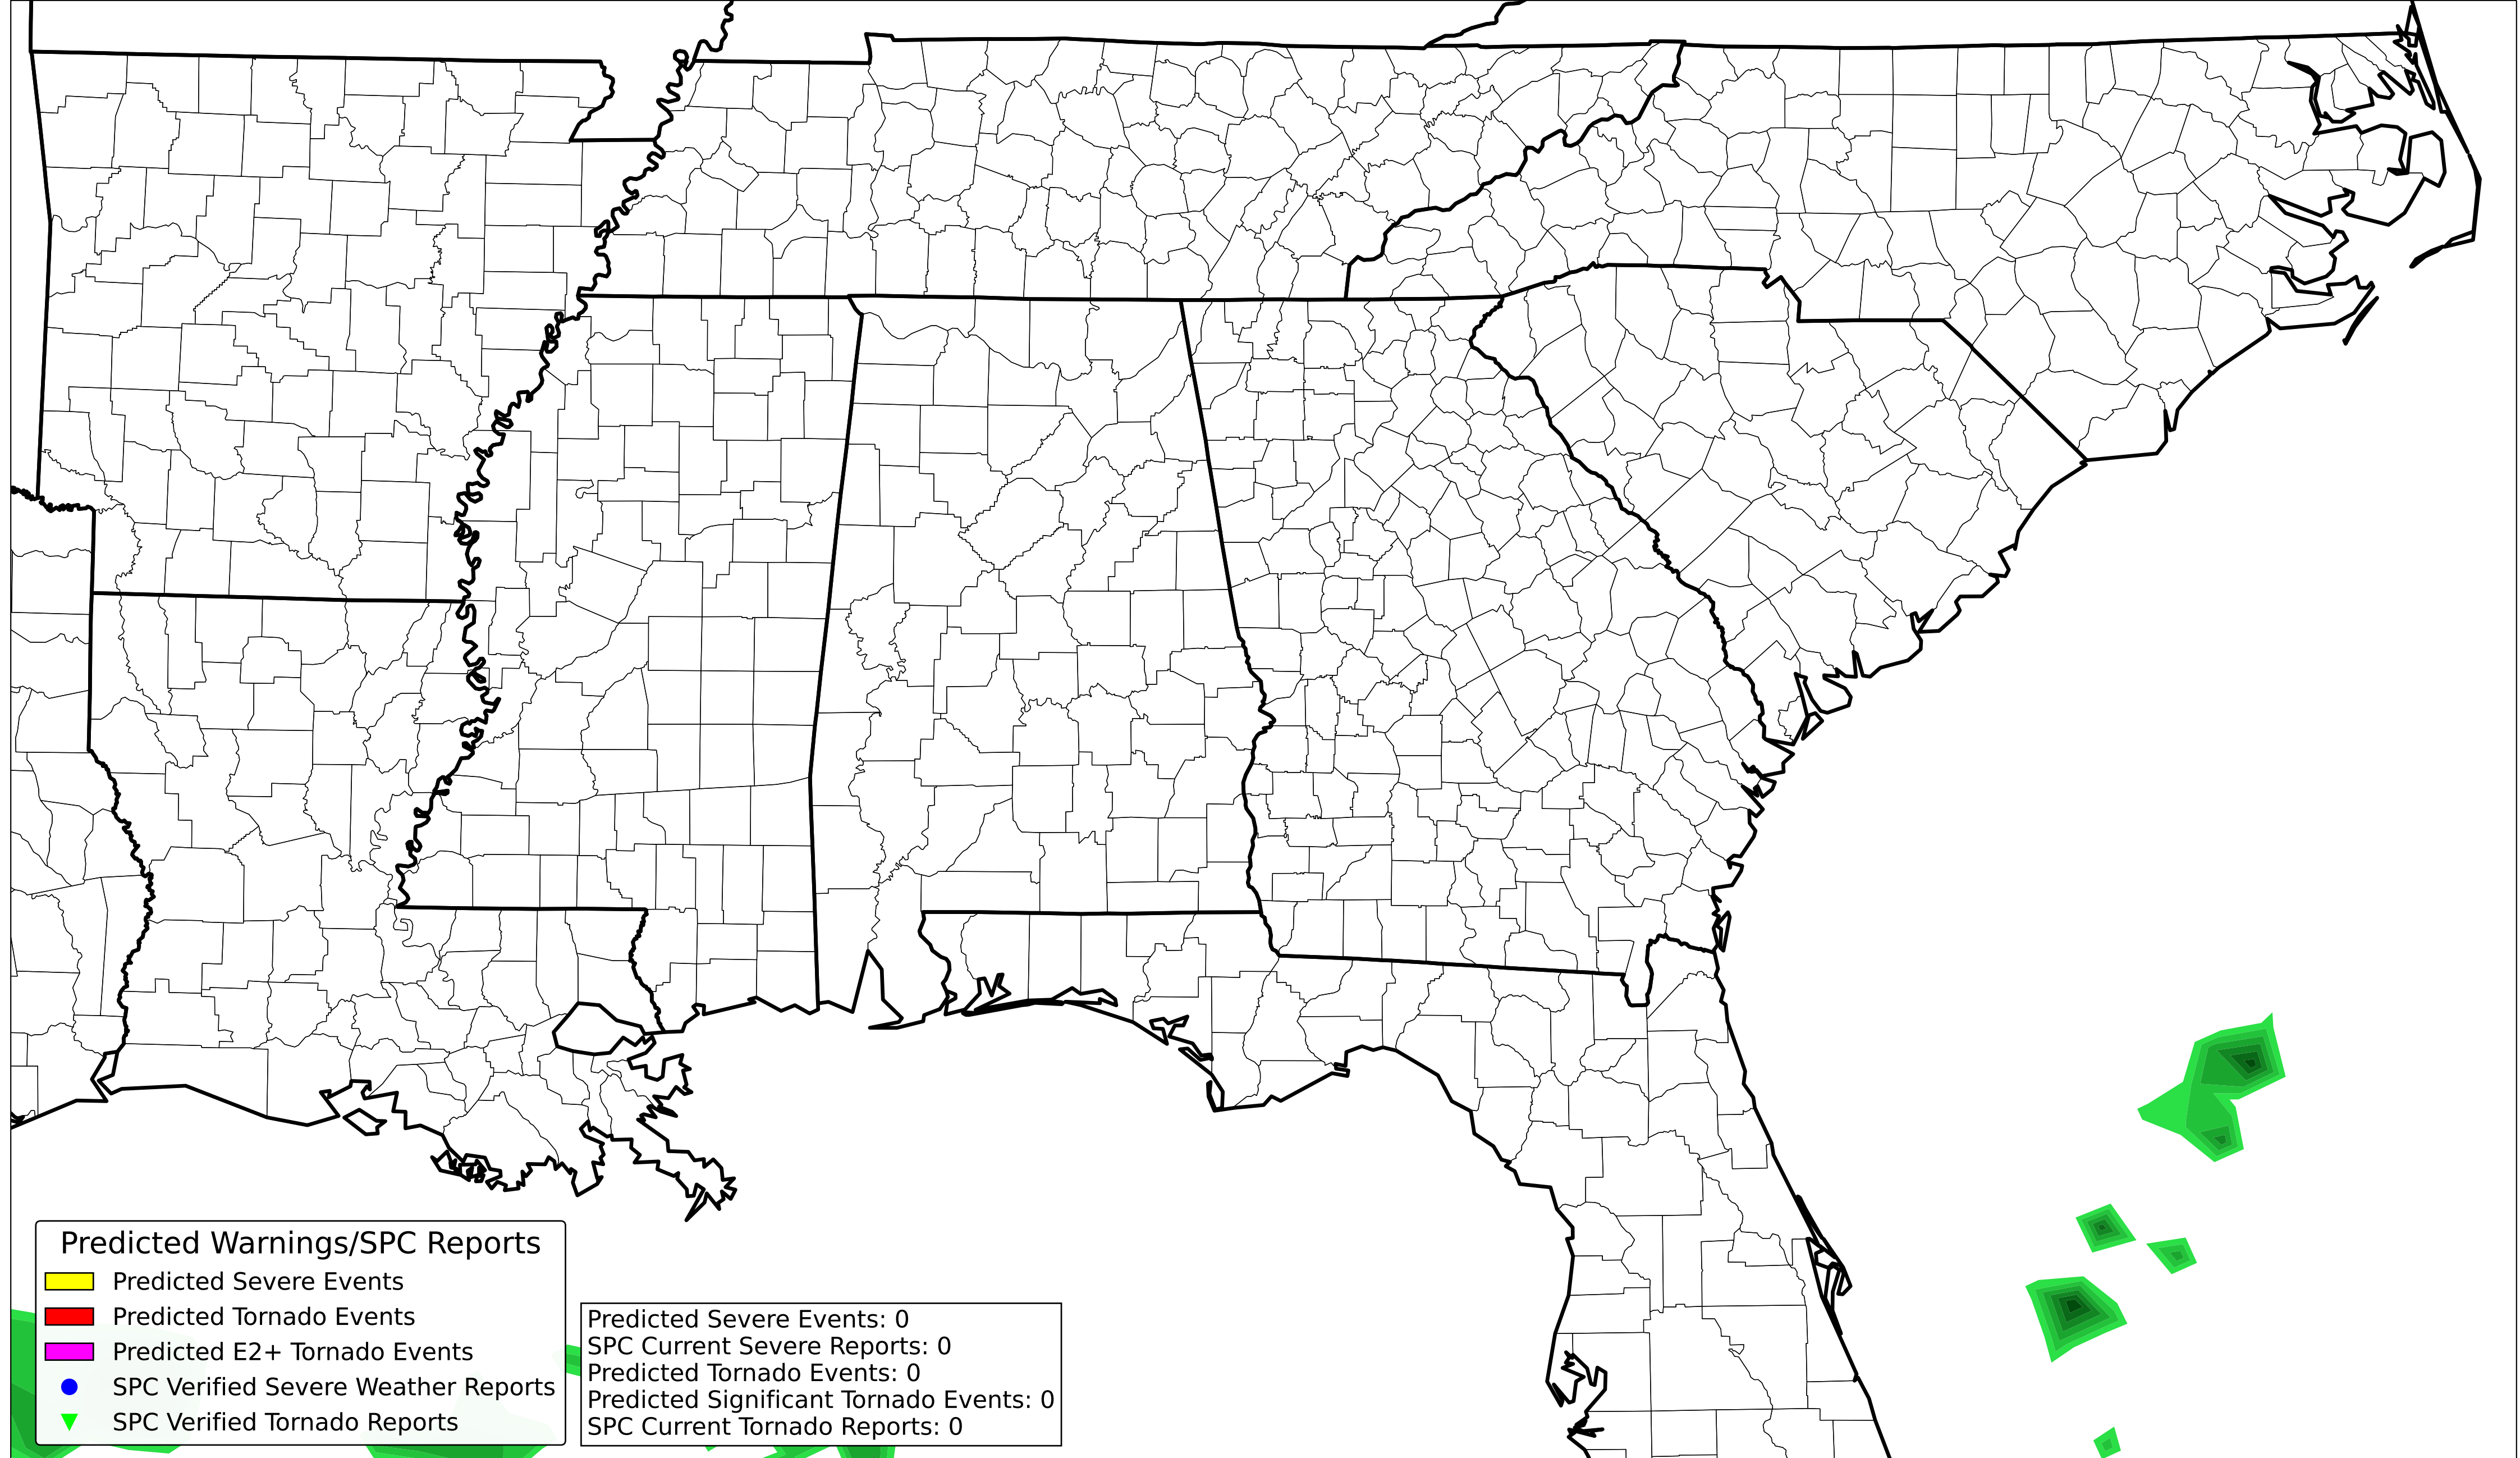 Predicted Warnings/SPC Reports
Predicted Severe Events
Predicted Tornado Events
Predicted E2+ Tornado Events
SPC Verified Severe Weather Reports
SPC Verified Tornado Reports
Predicted Severe Events: 0
SPC Current Severe Reports: 0
Predicted Tornado Events: 0
Predicted Significant Tornado Events: 0
SPC Current Tornado Reports: 0